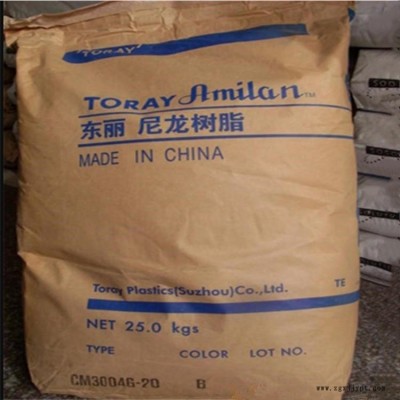 TORAY
TORAY Amilan™
东丽 尼龙树脂
MADE IN CHINA
Toray Plastics(Suzhou)Co.,Ltd. TE
NET 25.0 kgs
TYPE COLOR LOT NO.
CM3004G-20 B